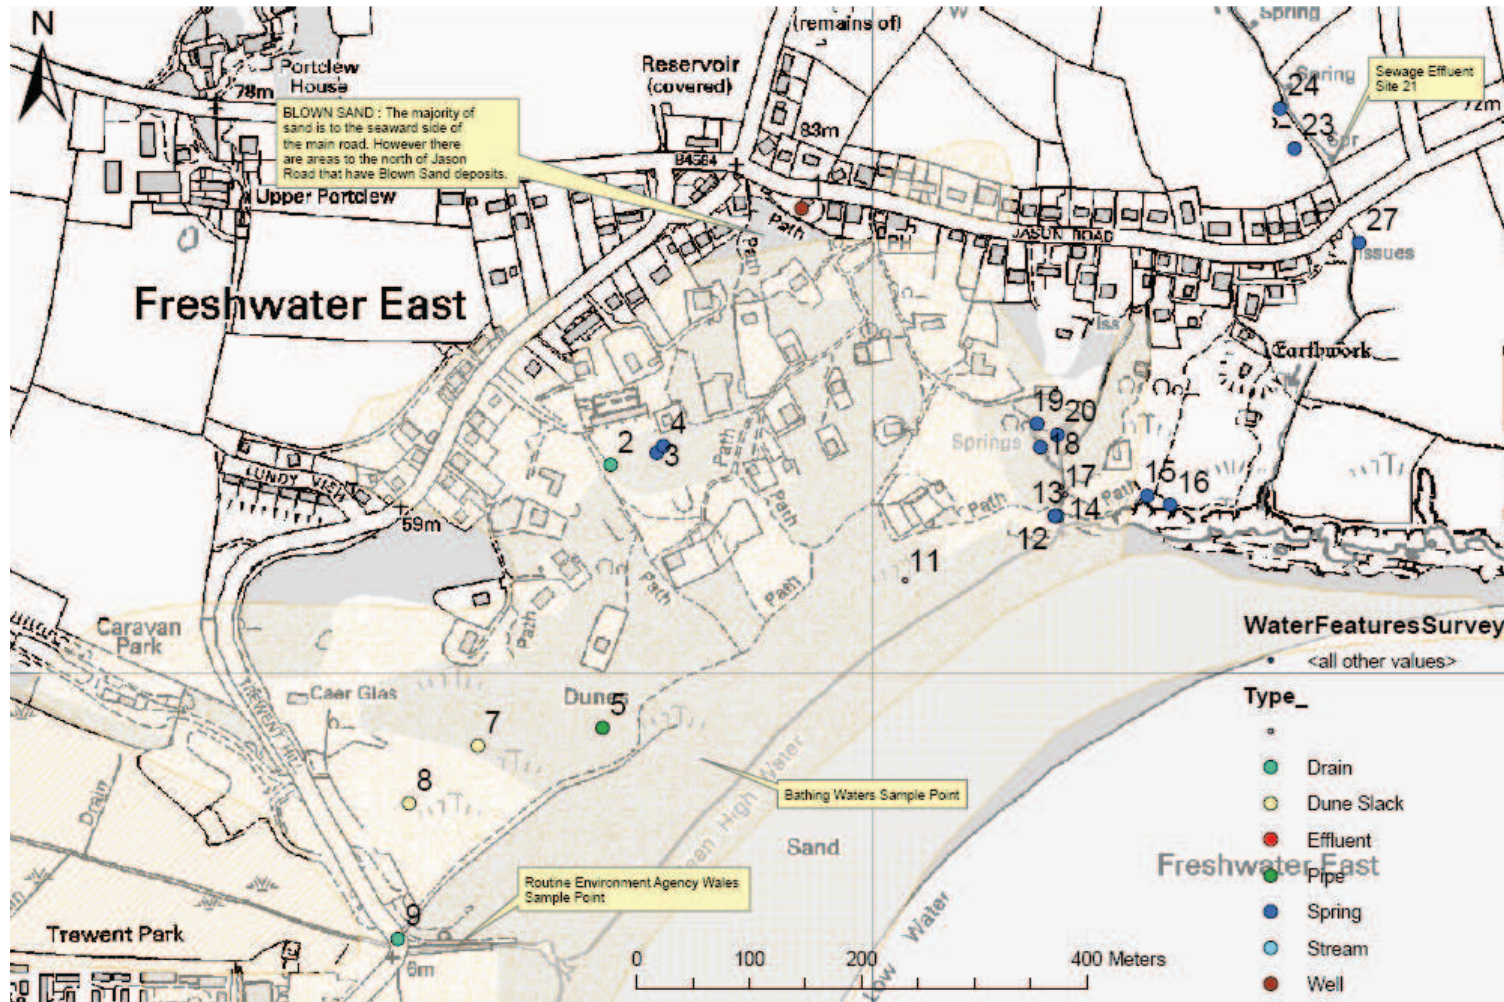 N
W
(remains of)
Spring
Portclew
House
78m
Reservoir
(covered)
Spring
24
Sewage Effluent
Site 21
72m
BLOWN SAND : The majority of
sand is to the seaward side of
the main road. However there
are areas to the north of Jason
Road that have Blown Sand deposits.
83m
23
Spr
B4584
Upper Portclew
Path
PH
JASON ROAD
27
Issues
Path
Freshwater East
Iss
Earthwork
19
20
Springs
18
4
2
3
Path
LUNDY VIEW
59m
Path
17
13
14
Path
Path
15
16
12
11
Path
Path
Path
Caravan
Park
WaterFeaturesSurvey
<all other values>
Caer Glas
Dunes
5
7
TREWENT HILL
Type_
Drain
Dune Slack
Effluent
Freshwater East
Pipe
Spring
Stream
Well
8
Drain
Bathing Waters Sample Point
Mean High Water
Sand
Routine Environment Agency Wales
Sample Point
9
Trewent Park
6m
Low Water
0 200 400 Meters